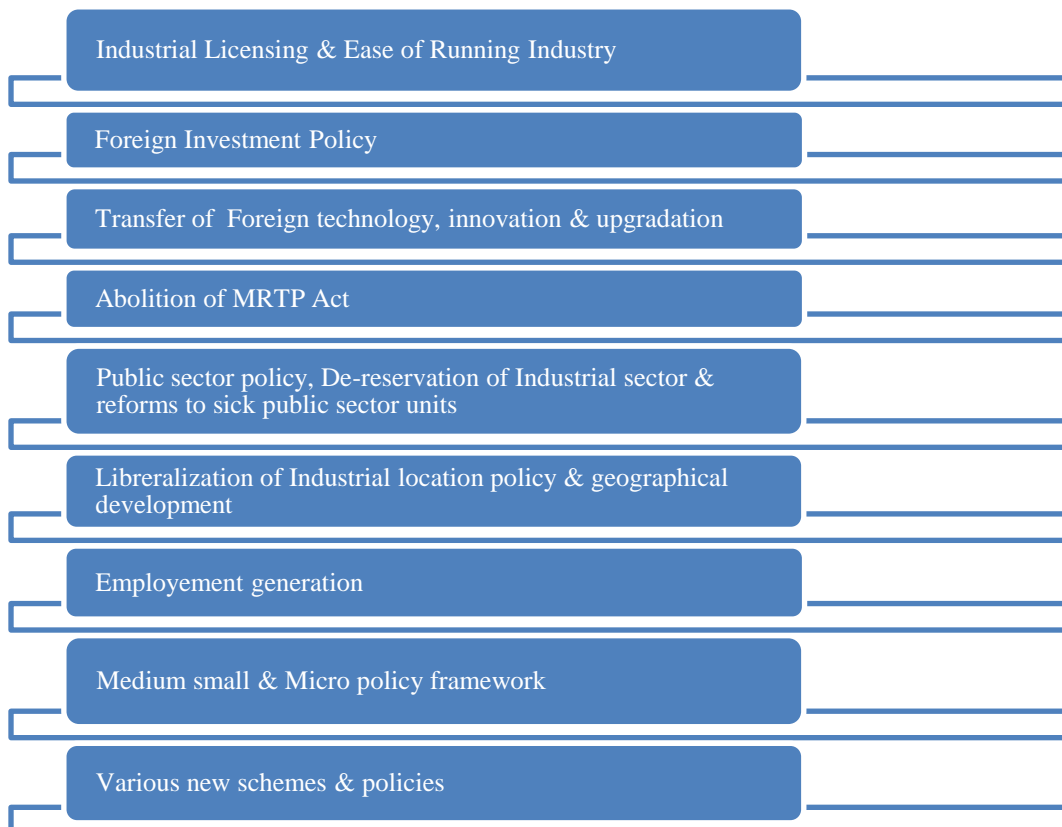 Industrial Licensing & Ease of Running Industry
Foreign Investment Policy
Transfer of Foreign technology, innovation & upgradation
Abolition of MRTP Act
Public sector policy, De-reservation of Industrial sector &
reforms to sick public sector units
Libreralization of Industrial location policy & geographical
development
Employement generation
Medium small & Micro policy framework
Various new schemes & policies